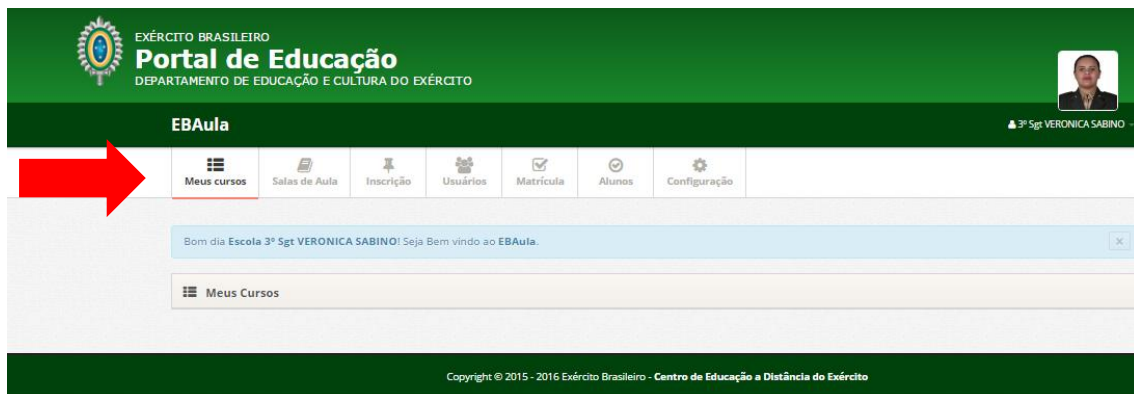 EXÉRCITO BRASILEIRO
Portal de Educação
DEPARTAMENTO DE EDUCAÇÃO E CULTURA DO EXÉRCITO
EBAula
3º Sgt VERONICA SABINO
Meus cursos
Salas de Aula
Inscrição
Usuários
Matrícula
Alunos
Configuração
Bom dia Escola 3º Sgt VERONICA SABINO! Seja Bem vindo ao EBAula.
×
Meus Cursos
Copyright © 2015 - 2016 Exército Brasileiro - Centro de Educação a Distância do Exército